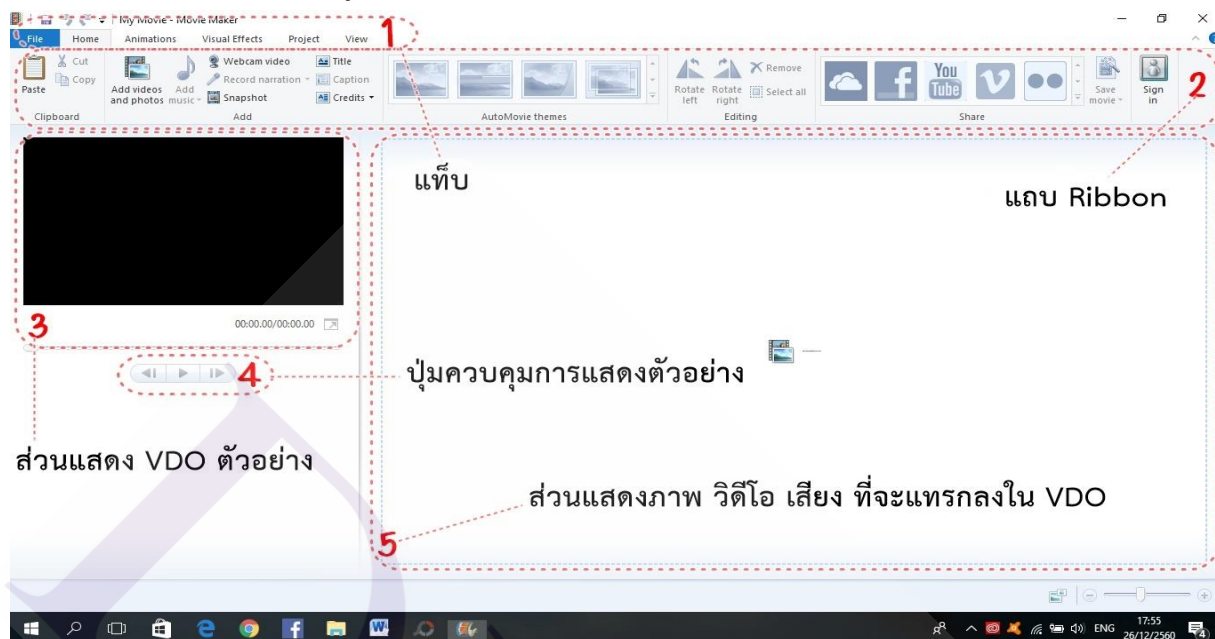 My Movie - Movie Maker
File Home Animations Visual Effects Project View
1
Paste
Cut
Copy
Clipboard
Add videos and photos
Add music
Webcam video
Record narration
Snapshot
Title
Caption
Credits
Add
AutoMovie themes
Rotate left
Rotate right
Remove
Select all
Editing
f
You Tube
Share
Save movie
Sign in
2
แท็บ
แถบ Ribbon
00:00.00/00:00.00
3
4
ปุ่มควบคุมการแสดงตัวอย่าง
ส่วนแสดง VDO ตัวอย่าง
ส่วนแสดงภาพ วิดีโอ เสียง ที่จะแทรกลงใน VDO
5
ENG
17:55
26/12/2560